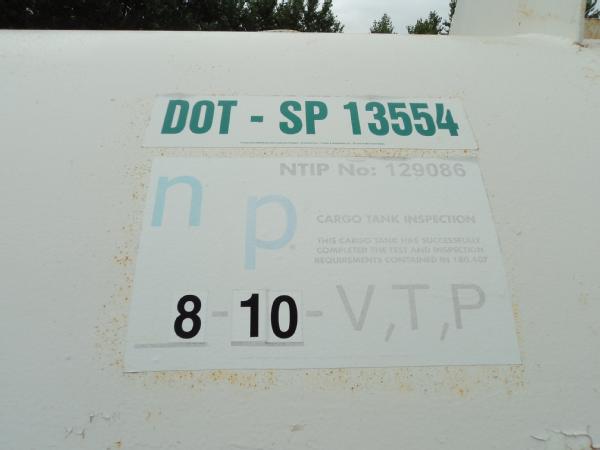 DOT - SP 13554
NTIP No: 129086
np
CARGO TANK INSPECTION
THIS CARGO TANK HAS SUCCESSFULLY
COMPLETED THE TEST AND INSPECTION
REQUIREMENTS CONTAINED IN 180.407
8-10-V,T,P